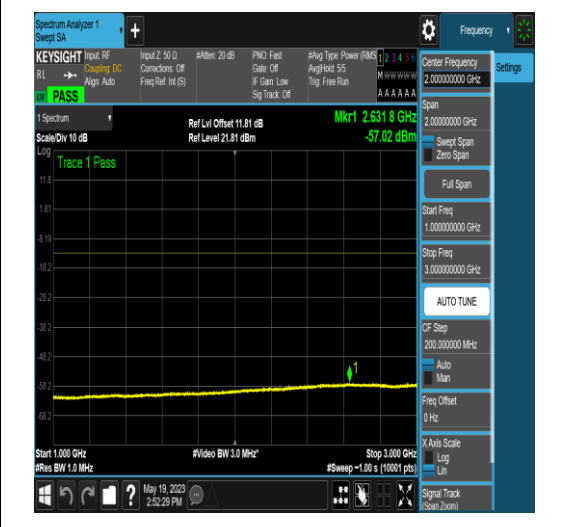 Spectrum Analyzer 1
Swept SA
+
Frequency
KEYSIGHT
RL
PASS
Input: RF
Coupling: DC
Align: Auto
Input Z: 50 Ω
Corrections: Off
Freq Ref: Int (S)
#Atten: 20 dB
PNO: Fast
Gate: Off
IF Gain: Low
Sig Track: Off
#Avg Type: Power (RMS
Avg|Hold: 5/5
Trig: Free Run
1 2 3 4 5 6
M W W W W W
A A A A A A
1 Spectrum
Scale/Div 10 dB
Ref Lvl Offset 11.81 dB
Ref Level 21.81 dBm
Mkr1 2.631 8 GHz
-57.02 dBm
Log
Trace 1 Pass
11.8
1.81
-8.19
-18.2
-28.2
-38.2
-48.2
-58.2
-68.2
1
Start 1.000 GHz
#Res BW 1.0 MHz
#Video BW 3.0 MHz*
Stop 3.000 GHz
#Sweep ~1.00 s (10001 pts)
May 19, 2023
2:52:29 PM
?
Center Frequency
2.000000000 GHz
Span
2.00000000 GHz
Swept Span
Zero Span
Full Span
Start Freq
1.000000000 GHz
Stop Freq
3.000000000 GHz
AUTO TUNE
CF Step
200.000000 MHz
Auto
Man
Freq Offset
0 Hz
X Axis Scale
Log
Lin
Signal Track
(Span Zoom)
Settings